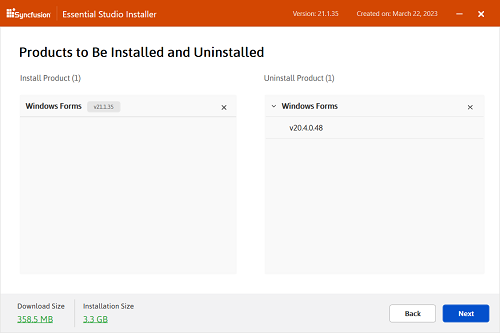 Syncfusion Essential Studio Installer Version: 21.1.35 Created on: March 22, 2023
Products to Be Installed and Uninstalled
Install Product (1)
Uninstall Product (1)
Windows Forms v21.1.35
Windows Forms
v20.4.0.48
Download Size
358.5 MB
Installation Size
3.3 GB
Back
Next